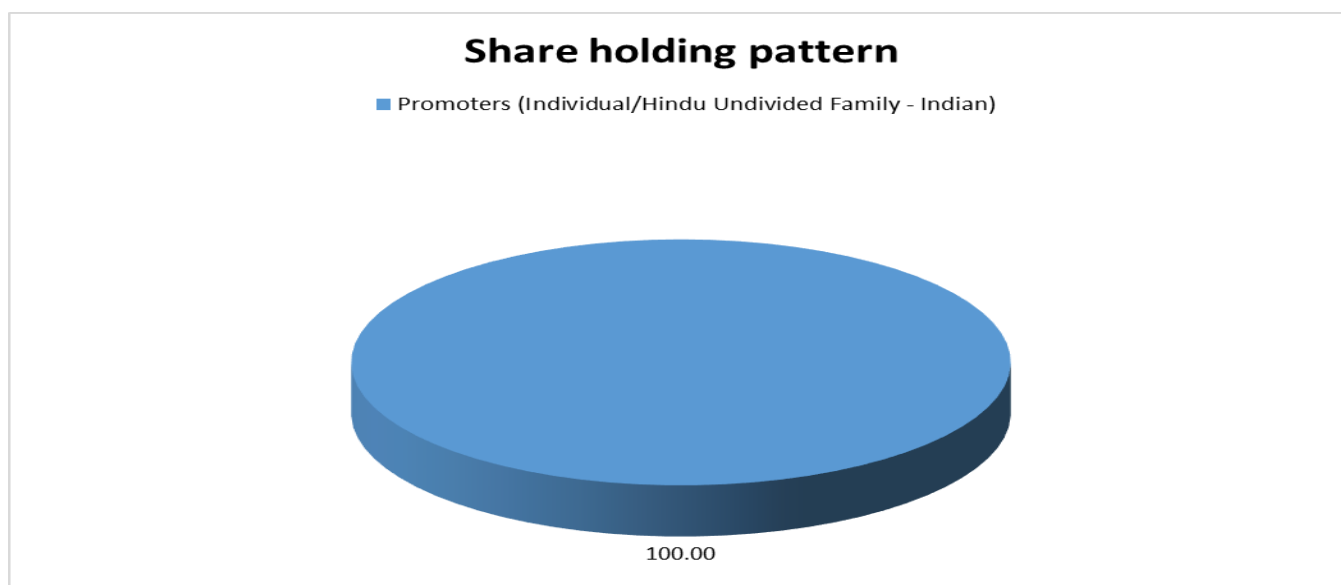 Share holding pattern
Promoters (Individual/Hindu Undivided Family - Indian)
100.00